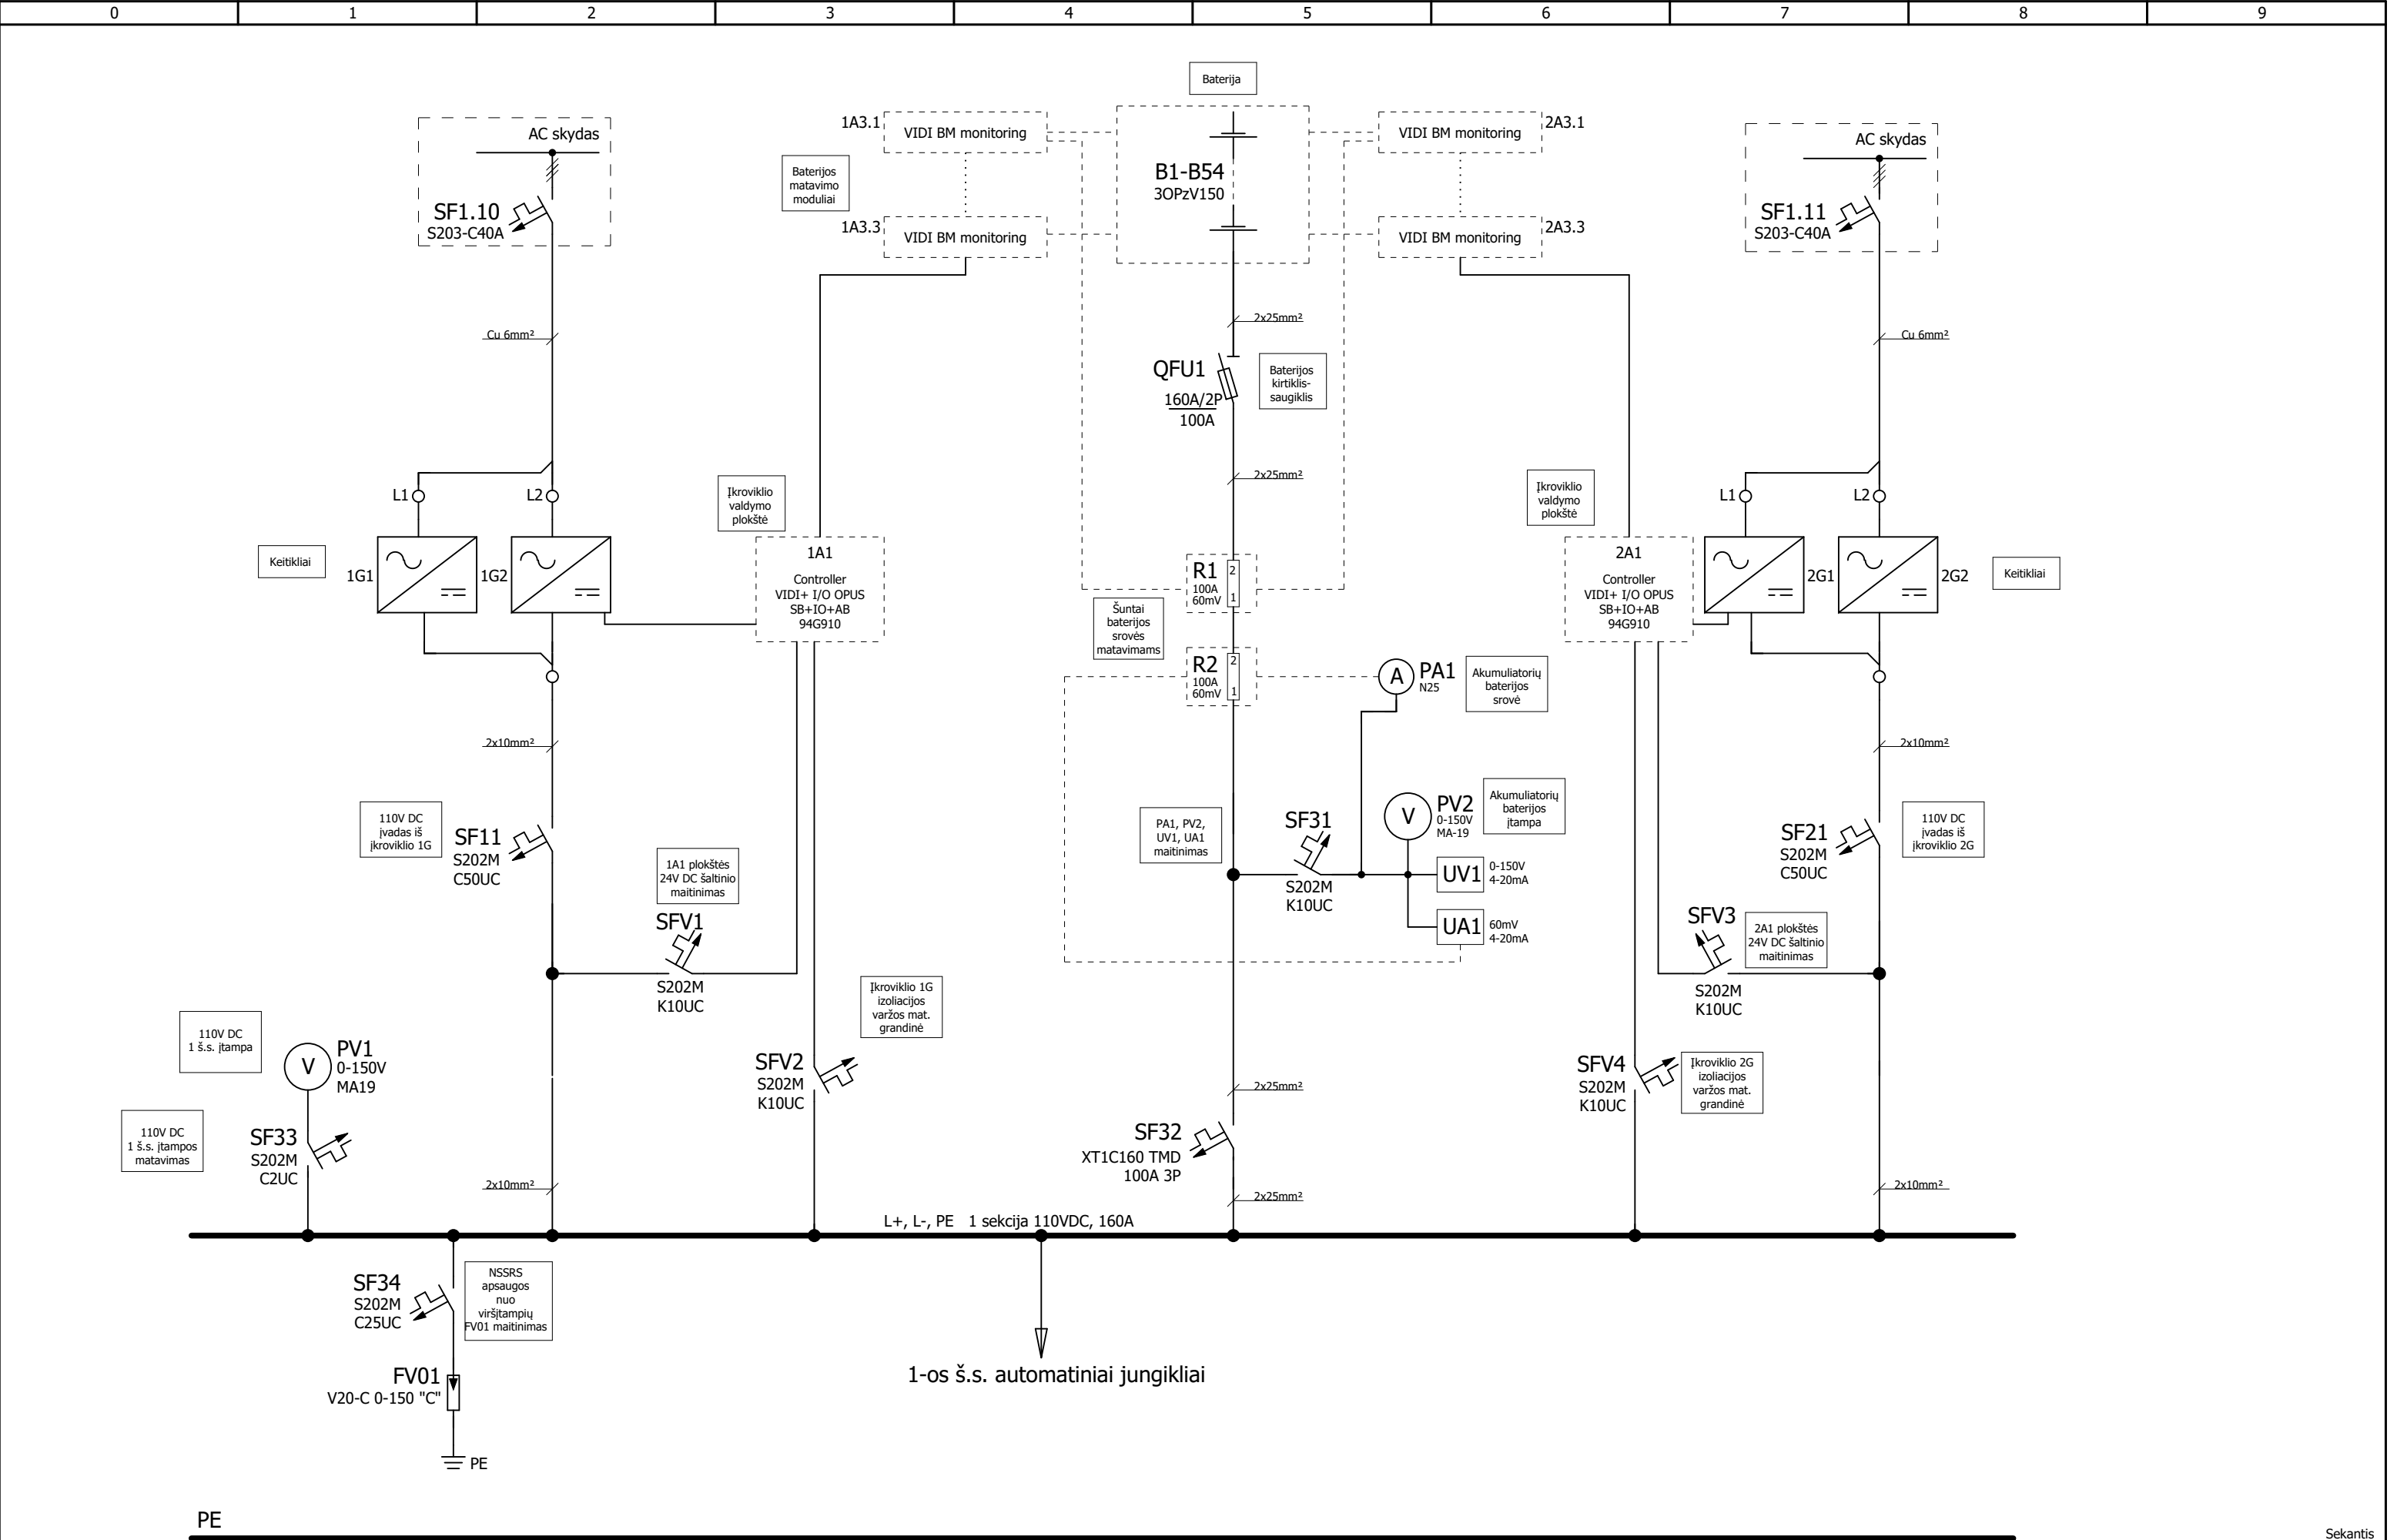 0 1 2 3 4 5 6 7 8 9
Baterija
AC skydas
SF1.10
S203-C40A
Cu 6mm²
1A3.1
VIDI BM monitoring
Baterijos
matavimo
moduliai
1A3.3
VIDI BM monitoring
B1-B54
3OPzV150
VIDI BM monitoring
2A3.1
VIDI BM monitoring
2A3.3
AC skydas
SF1.11
S203-C40A
Cu 6mm²
2x25mm²
QFU1
160A/2P
100A
Baterijos
kirtiklis-
saugiklis
2x25mm²
L1
L2
Keitikliai
1G1
1G2
Įkroviklio
valdymo
plokštė
1A1
Controller
VIDI+ I/O OPUS
SB+IO+AB
94G910
R1
100A
60mV
2
1
Šuntai
baterijos
srovės
matavimams
R2
100A
60mV
2
1
A
PA1
N25
Akumuliatorių
baterijos
srovė
Įkroviklio
valdymo
plokštė
2A1
Controller
VIDI+ I/O OPUS
SB+IO+AB
94G910
L1
L2
2G1
2G2
Keitikliai
2x10mm²
110V DC
įvadas iš
įkroviklio 1G
SF11
S202M
C50UC
1A1 plokštės
24V DC šaltinio
maitinimas
SFV1
S202M
K10UC
PA1, PV2,
UV1, UA1
maitinimas
SF31
S202M
K10UC
V
PV2
0-150V
MA-19
Akumuliatorių
baterijos
įtampa
UV1
0-150V
4-20mA
UA1
60mV
4-20mA
2x10mm²
SF21
S202M
C50UC
110V DC
įvadas iš
įkroviklio 2G
SFV3
S202M
K10UC
2A1 plokštės
24V DC šaltinio
maitinimas
110V DC
1 š.s. įtampa
V
PV1
0-150V
MA19
110V DC
1 š.s. įtampos
matavimas
SF33
S202M
C2UC
2x10mm²
Įkroviklio 1G
izoliacijos
varžos mat.
grandinė
SFV2
S202M
K10UC
2x25mm²
SF32
XT1C160 TMD
100A 3P
2x25mm²
SFV4
S202M
K10UC
Įkroviklio 2G
izoliacijos
varžos mat.
grandinė
2x10mm²
L+, L-, PE 1 sekcija 110VDC, 160A
SF34
S202M
C25UC
NSSRS
apsaugos
nuo
viršįtampių
FV01 maitinimas
FV01
V20-C 0-150 "C"
PE
1-os š.s. automatiniai jungikliai
PE
Sekantis